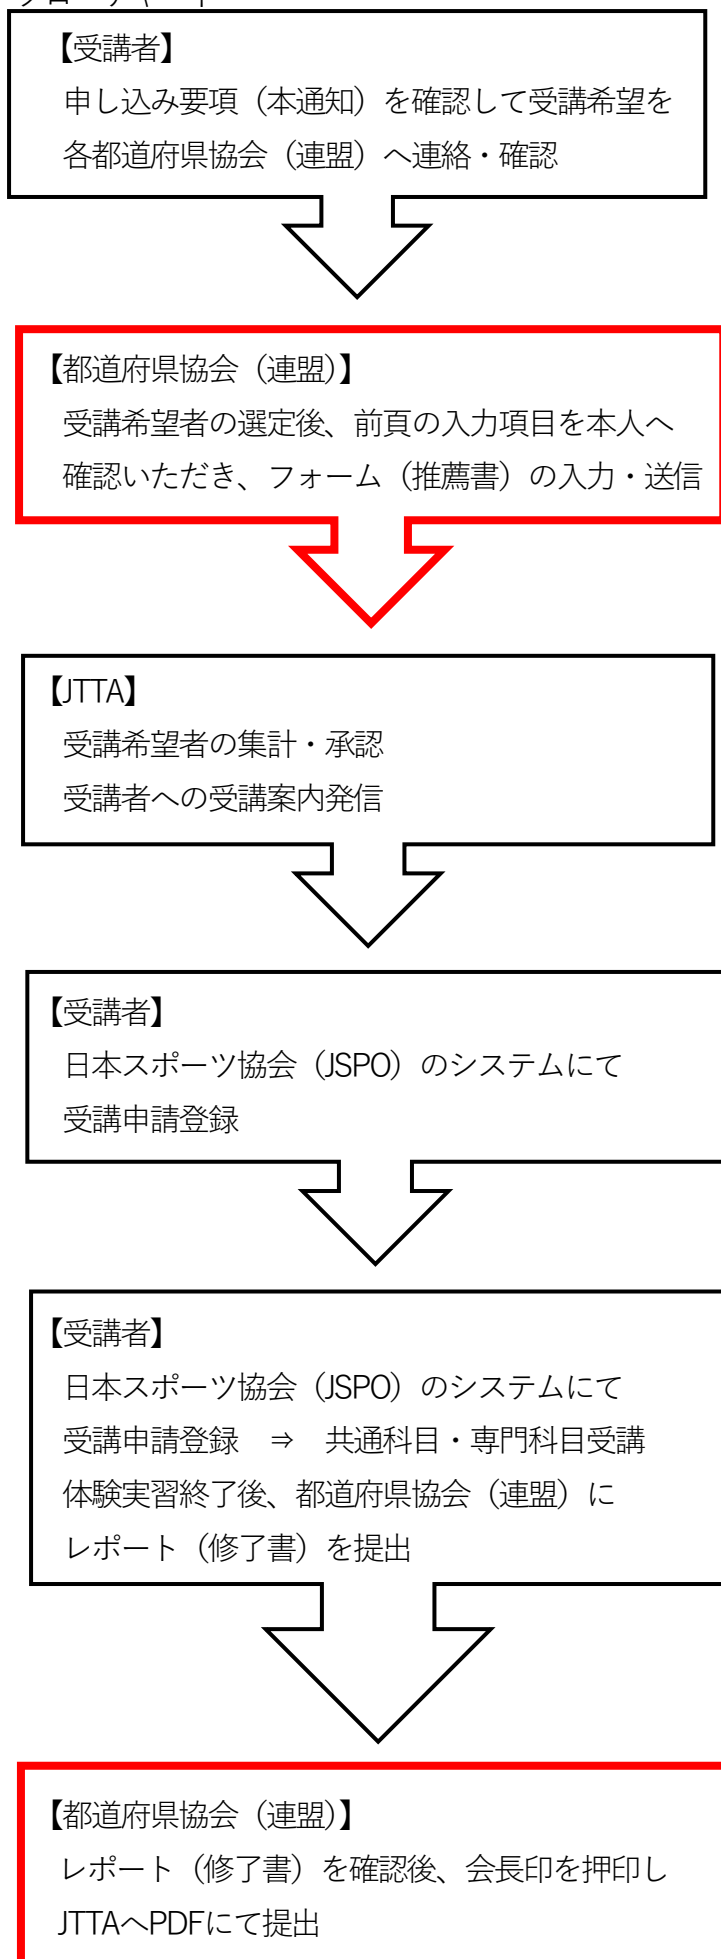 【受講者】
申し込み要項（本通知）を確認して受講希望を
各都道府県協会（連盟）へ連絡・確認
【都道府県協会（連盟）】
受講希望者の選定後、前頁の入力項目を本人へ
確認いただき、フォーム（推薦書）の入力・送信
【JTTA】
受講希望者の集計・承認
受講者への受講案内発信
【受講者】
日本スポーツ協会（JSPO）のシステムにて
受講申請登録
【受講者】
日本スポーツ協会（JSPO）のシステムにて
受講申請登録　⇒　共通科目・専門科目受講
体験実習終了後、都道府県協会（連盟）に
レポート（修了書）を提出
【都道府県協会（連盟）】
レポート（修了書）を確認後、会長印を押印し
JTTAへPDFにて提出